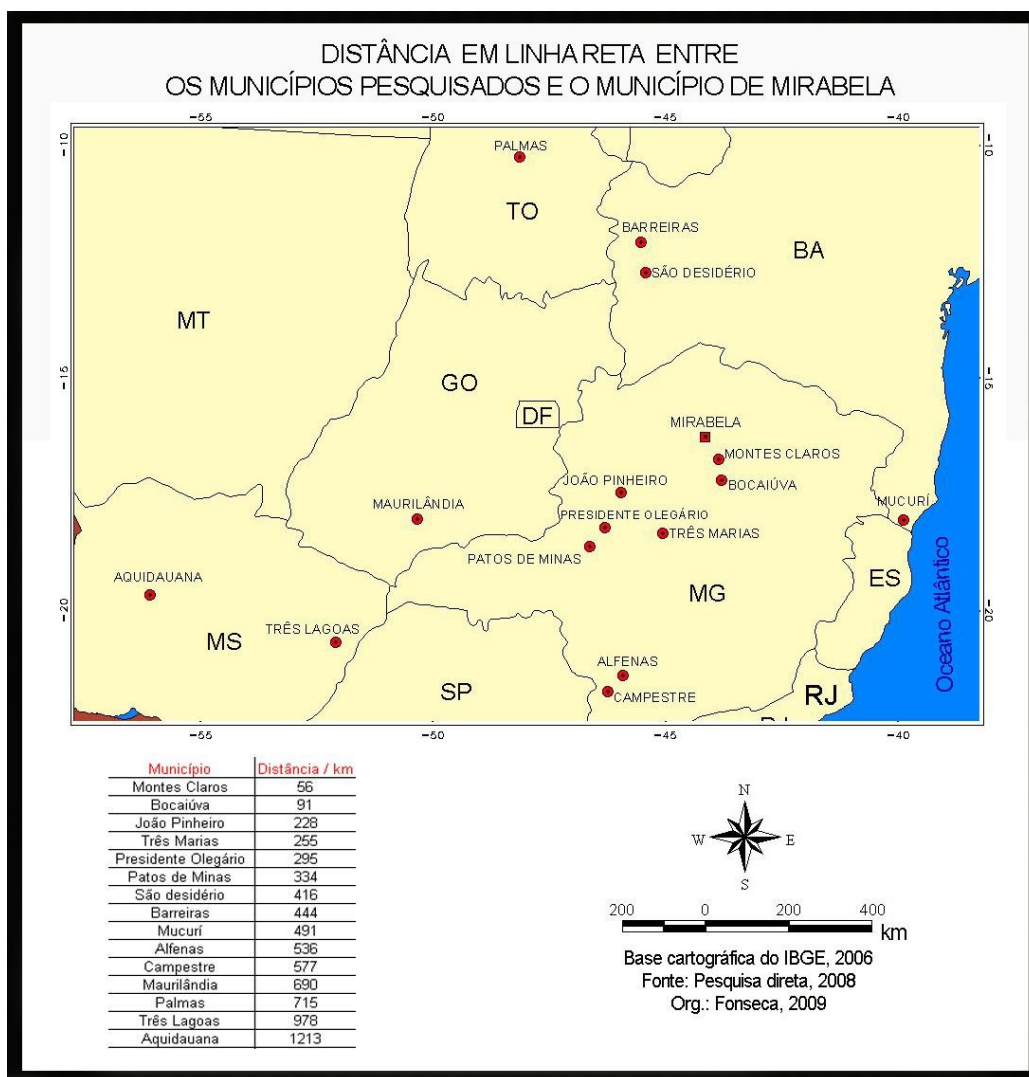 DISTÂNCIA EM LINHA RETA ENTRE
OS MUNICÍPIOS PESQUISADOS E O MUNICÍPIO DE MIRABELA
-55 -50 -45 -40
-10 -10
PALMAS
TO
BARREIRAS
BA
SÃO DESIDÉRIO
MT
-15 -15
GO
DF
MIRABELA
MONTES CLAROS
JOÃO PINHEIRO
BOCAIÚVA
MAURILÂNDIA
MUCURÍ
PRESIDENTE OLEGÁRIO
TRÊS MARIAS
PATOS DE MINAS
AQUIDAUANA
ES
MG
-20 -20
Oceano Atlântico
TRÊS LAGOAS
MS
ALFENAS
SP
CAMPESTRE
RJ
-55 -50 -45 -40
Município Distância / km
Montes Claros 56
Bocaiúva 91
João Pinheiro 228
Três Marias 255
Presidente Olegário 295
Patos de Minas 334
São desidério 416
Barreiras 444
Mucurí 491
Alfenas 536
Campestre 577
Maurilândia 690
Palmas 715
Três Lagoas 978
Aquidauana 1213
N
W E
S
200 0 200 400
km
Base cartográfica do IBGE, 2006
Fonte: Pesquisa direta, 2008
Org.: Fonseca, 2009